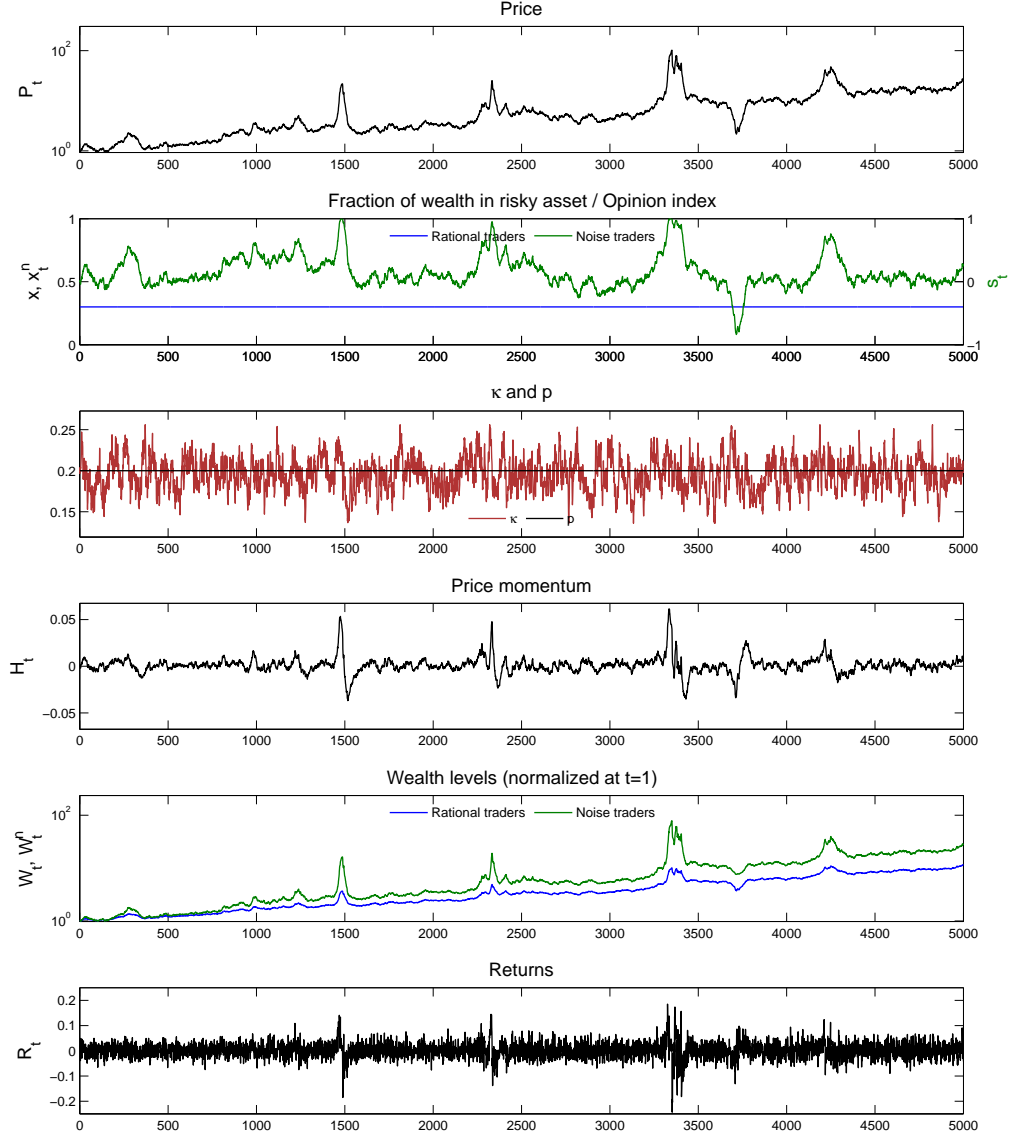 Price
P_t
10^2
10^0
0 500 1000 1500 2000 2500 3000 3500 4000 4500 5000
Fraction of wealth in risky asset / Opinion index
x, x_t^n
s_t
Rational traders Noise traders
1 1
0.5 0
0 −1
0 500 1000 1500 2000 2500 3000 3500 4000 4500 5000
κ and p
0.25
0.2
0.15
κ p
0 500 1000 1500 2000 2500 3000 3500 4000 4500 5000
Price momentum
H_t
0.05
0
−0.05
0 500 1000 1500 2000 2500 3000 3500 4000 4500 5000
Wealth levels (normalized at t=1)
W_t, W_t^n
10^2
Rational traders Noise traders
10^0
0 500 1000 1500 2000 2500 3000 3500 4000 4500 5000
Returns
R_t
0.2
0.1
0
−0.1
−0.2
0 500 1000 1500 2000 2500 3000 3500 4000 4500 5000